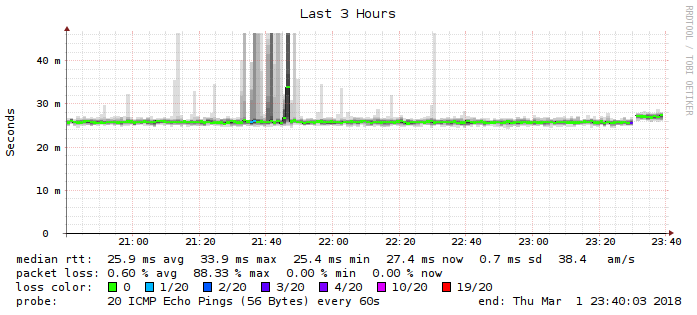 Last 3 Hours
RRDTOOL / TOBI OETIKER
Seconds
40 m
30 m
20 m
10 m
0
21:00 21:20 21:40 22:00 22:20 22:40 23:00 23:20 23:40
median rtt: 25.9 ms avg 33.9 ms max 25.4 ms min 27.4 ms now 0.7 ms sd 38.4 am/s
packet loss: 0.60 % avg 88.33 % max 0.00 % min 0.00 % now
loss color: 0 1/20 2/20 3/20 4/20 10/20 19/20
probe: 20 ICMP Echo Pings (56 Bytes) every 60s end: Thu Mar 1 23:40:03 2018